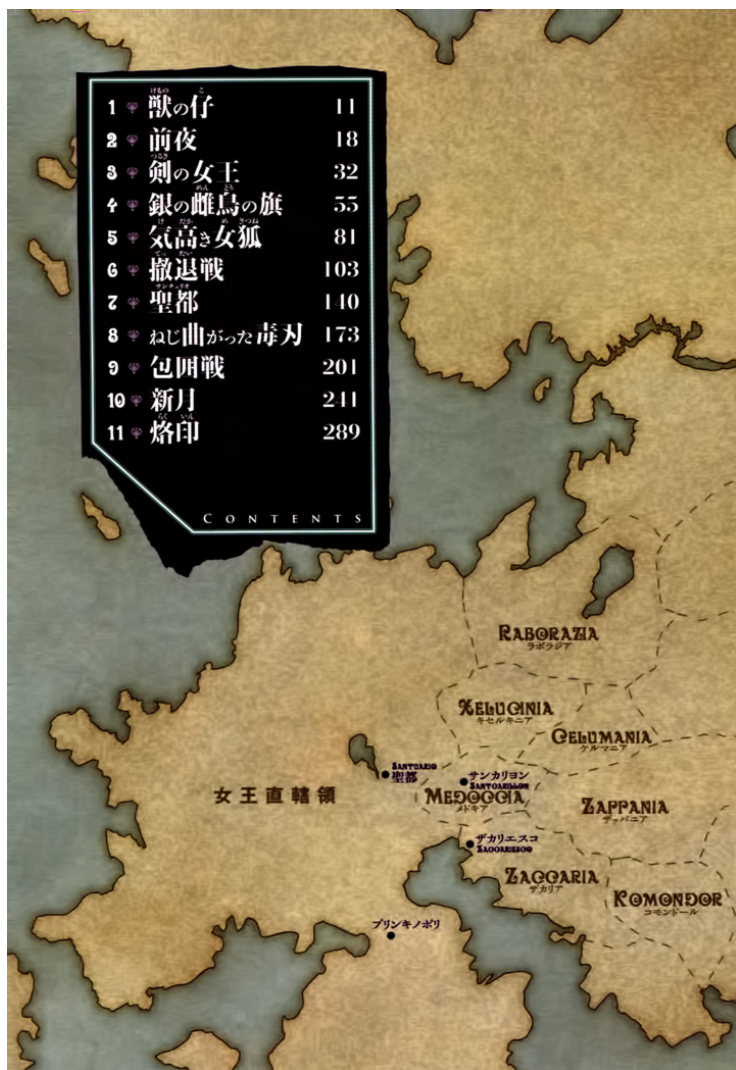 1 獣の仔 11
2 前夜 18
3 剣の女王 32
4 銀の雌鳥の旗 55
5 気高き女狐 81
6 撤退戦 103
7 聖都 140
8 ねじ曲がった毒刃 173
9 包囲戦 201
10 新月 241
11 烙印 289
CONTENTS
RABORAZIA
ラボラジア
XELUCINIA
キセルキニア
CELUMANIA
ケルマニア
SANTUARIO
聖都
サンカリヨン
SANTCARILLON
女王直轄領
MEDOCCIA
メドキア
ZAPPANIA
ザッパニア
ザカリエスコ
ZACCARIA
ザカリア
KOMONDOR
コモンドール
プリンキノポリ